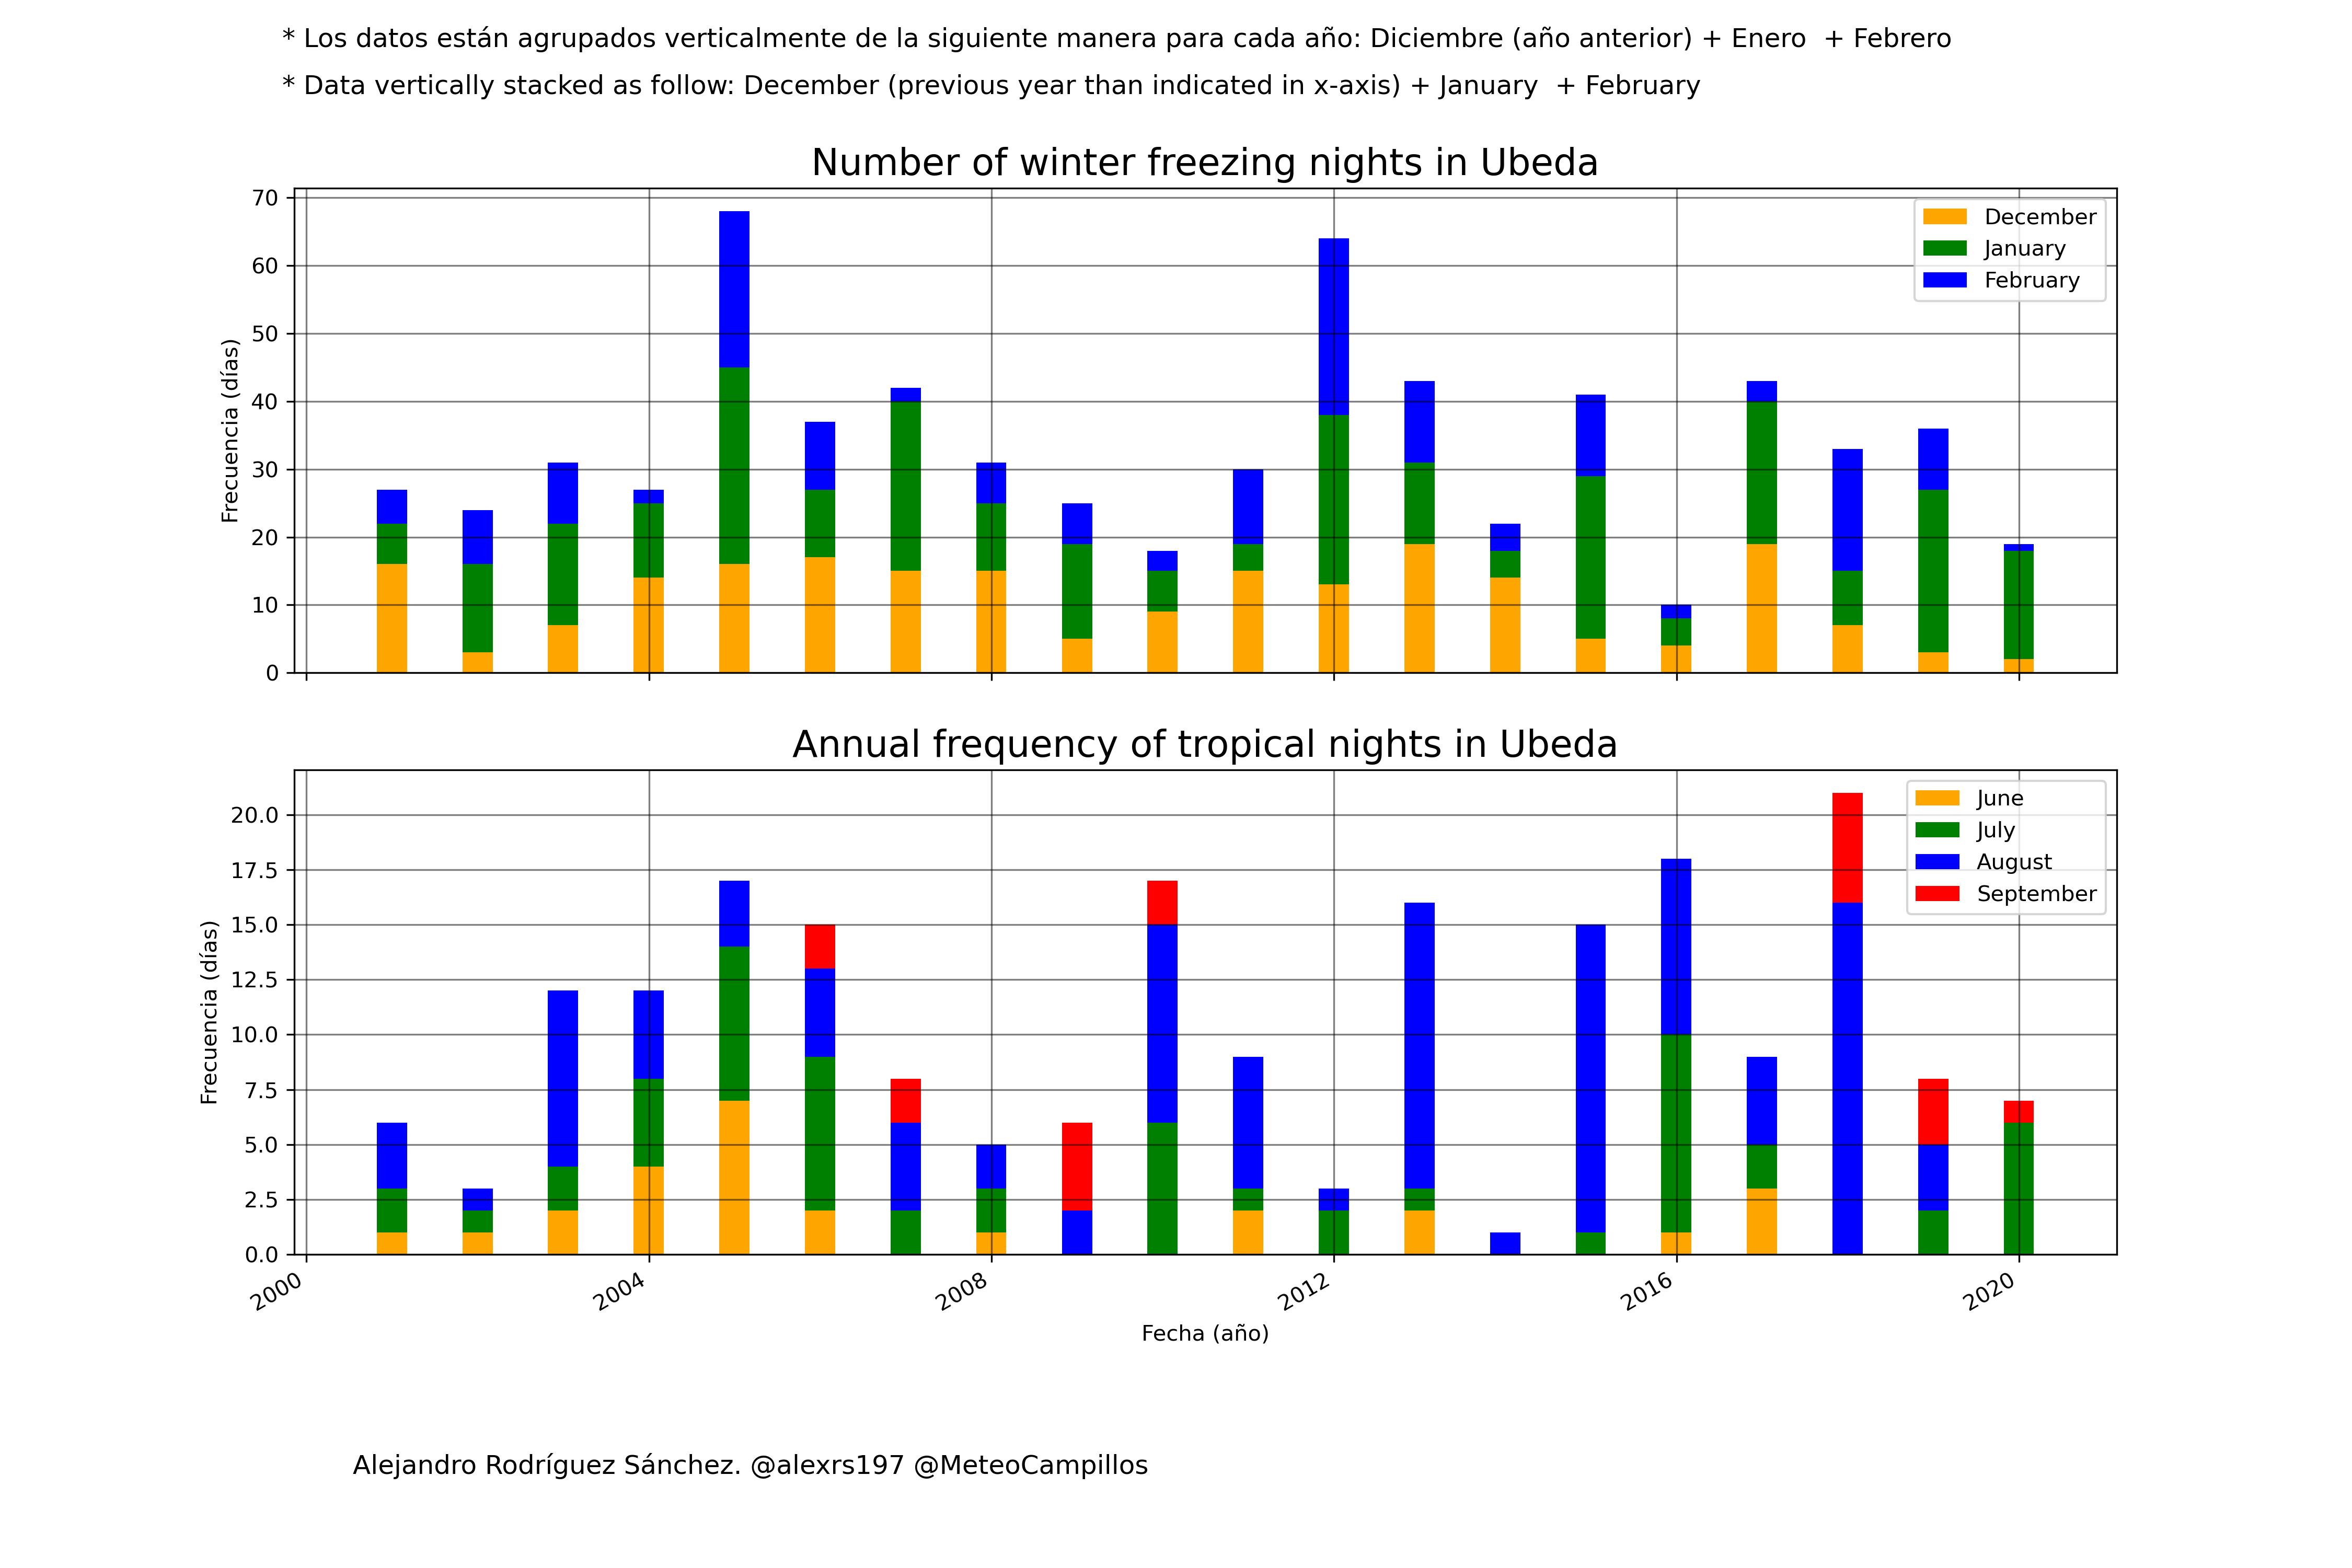 * Los datos están agrupados verticalmente de la siguiente manera para cada año: Diciembre (año anterior) + Enero  + Febrero
* Data vertically stacked as follow: December (previous year than indicated in x-axis) + January  + February
Number of winter freezing nights in Ubeda
70
60
50
40
30
20
10
0
Frecuencia (días)
December
January
February
Annual frequency of tropical nights in Ubeda
20.0
17.5
15.0
12.5
10.0
7.5
5.0
2.5
0.0
Frecuencia (días)
June
July
August
September
2000
2004
2008
2012
2016
2020
Fecha (año)
Alejandro Rodríguez Sánchez. @alexrs197 @MeteoCampillos